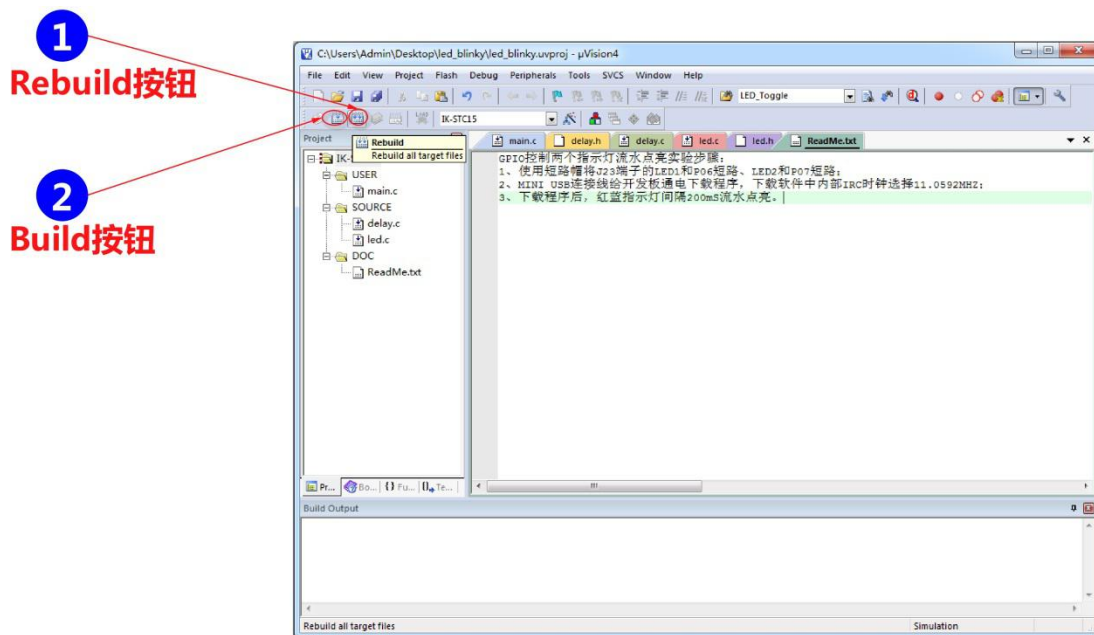 1
Rebuild按钮
2
Build按钮
C:\Users\Admin\Desktop\led_blinky\led_blinky.uvproj - µVision4
File Edit View Project Flash Debug Peripherals Tools SVCS Window Help
LED_Toggle
IK-STC15
Project
Rebuild
Rebuild all target files
IK-
USER
main.c
SOURCE
delay.c
led.c
DOC
ReadMe.txt
main.c delay.h delay.c led.c led.h ReadMe.txt
GPIO控制两个指示灯流水点亮实验步骤:
1、使用短路帽将J23端子的LED1和P06短路、LED2和P07短路;
2、MINI USB连接线给开发板通电下载程序, 下载软件中内部IRC时钟选择11.0592MHZ;
3、下载程序后, 红蓝指示灯间隔200mS流水点亮。
Pr... Bo... {} Fu... Te...
Build Output
Rebuild all target files Simulation